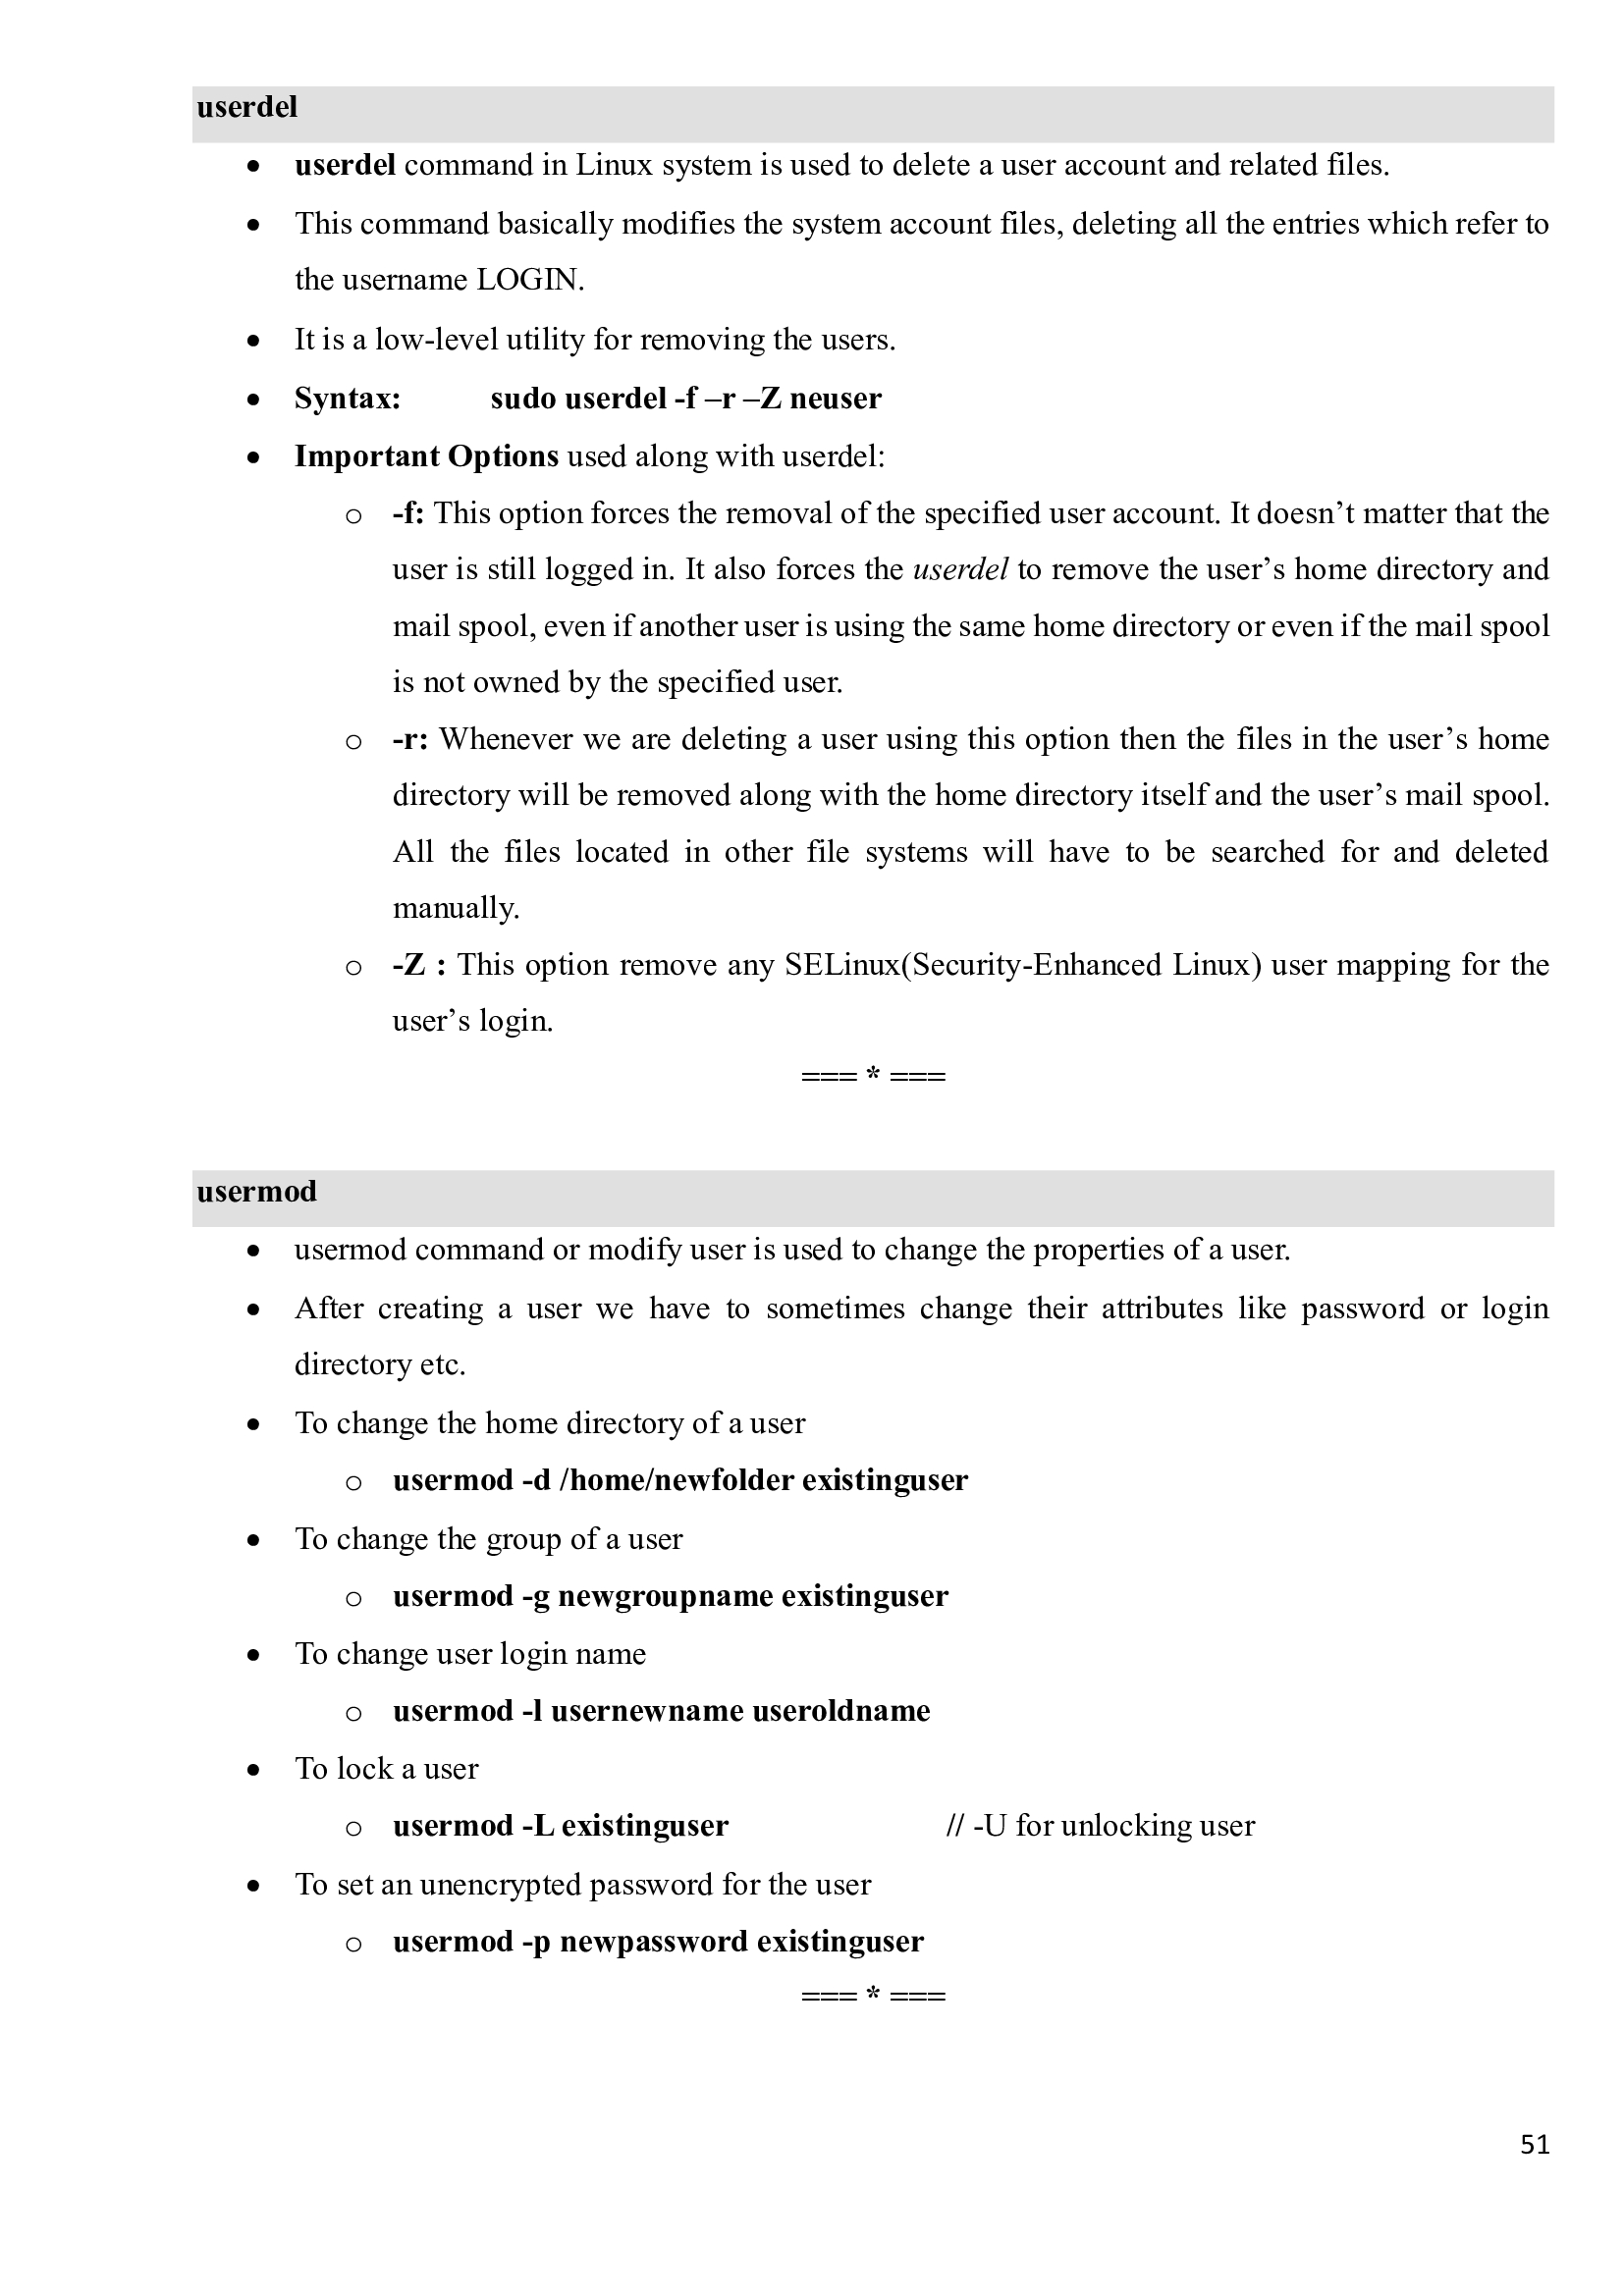 userdel
• userdel command in Linux system is used to delete a user account and related files.
• This command basically modifies the system account files, deleting all the entries which refer to
the username LOGIN.
• It is a low-level utility for removing the users.
• Syntax: sudo userdel -f –r –Z neuser
• Important Options used along with userdel:
o -f: This option forces the removal of the specified user account. It doesn’t matter that the
user is still logged in. It also forces the userdel to remove the user’s home directory and
mail spool, even if another user is using the same home directory or even if the mail spool
is not owned by the specified user.
o -r: Whenever we are deleting a user using this option then the files in the user’s home
directory will be removed along with the home directory itself and the user’s mail spool.
All the files located in other file systems will have to be searched for and deleted
manually.
o -Z : This option remove any SELinux(Security-Enhanced Linux) user mapping for the
user’s login.
=== * ===
usermod
• usermod command or modify user is used to change the properties of a user.
• After creating a user we have to sometimes change their attributes like password or login
directory etc.
• To change the home directory of a user
o usermod -d /home/newfolder existinguser
• To change the group of a user
o usermod -g newgroupname existinguser
• To change user login name
o usermod -l usernewname useroldname
• To lock a user
o usermod -L existinguser // -U for unlocking user
• To set an unencrypted password for the user
o usermod -p newpassword existinguser
=== * ===
51